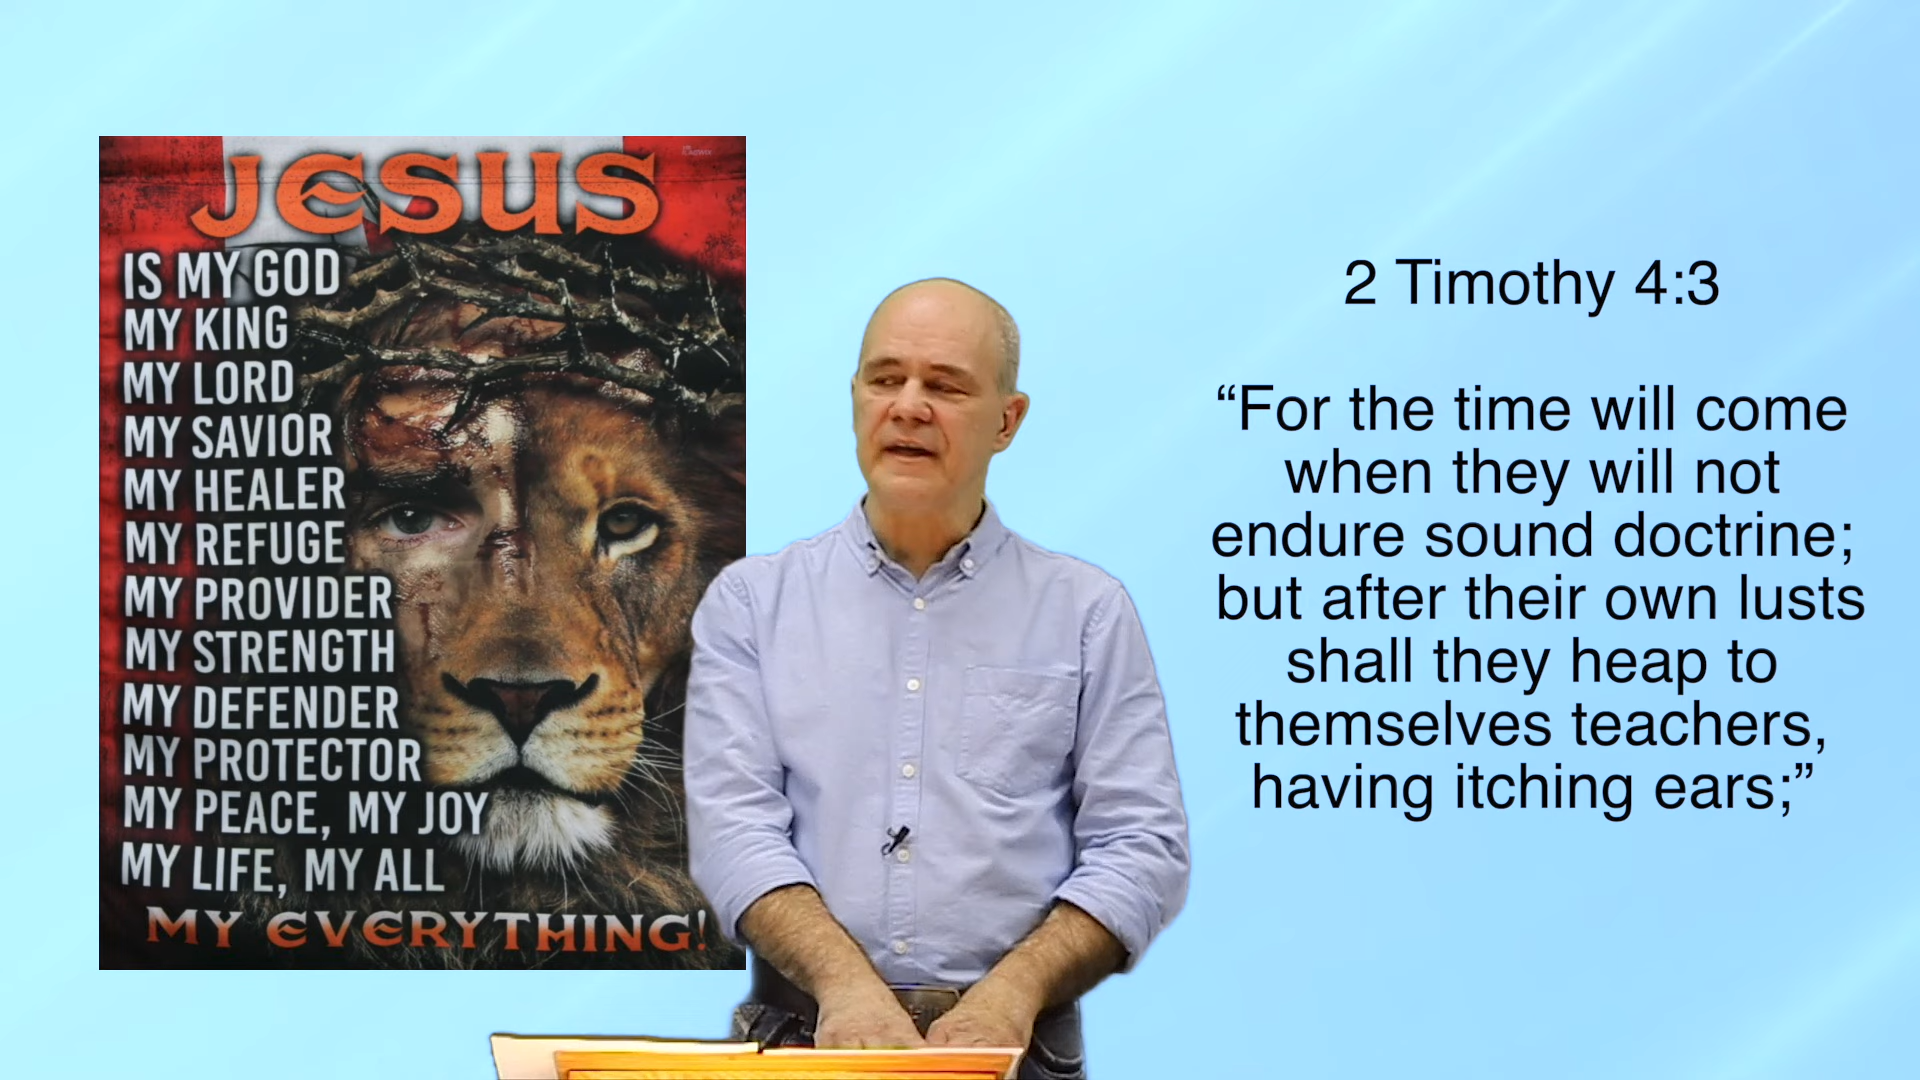 JESUS
IS MY GOD
MY KING
MY LORD
MY SAVIOR
MY HEALER
MY REFUGE
MY PROVIDER
MY STRENGTH
MY DEFENDER
MY PROTECTOR
MY PEACE, MY JOY
MY LIFE, MY ALL
MY EVERYTHING!
2 Timothy 4:3
“For the time will come
when they will not
endure sound doctrine;
but after their own lusts
shall they heap to
themselves teachers,
having itching ears;”